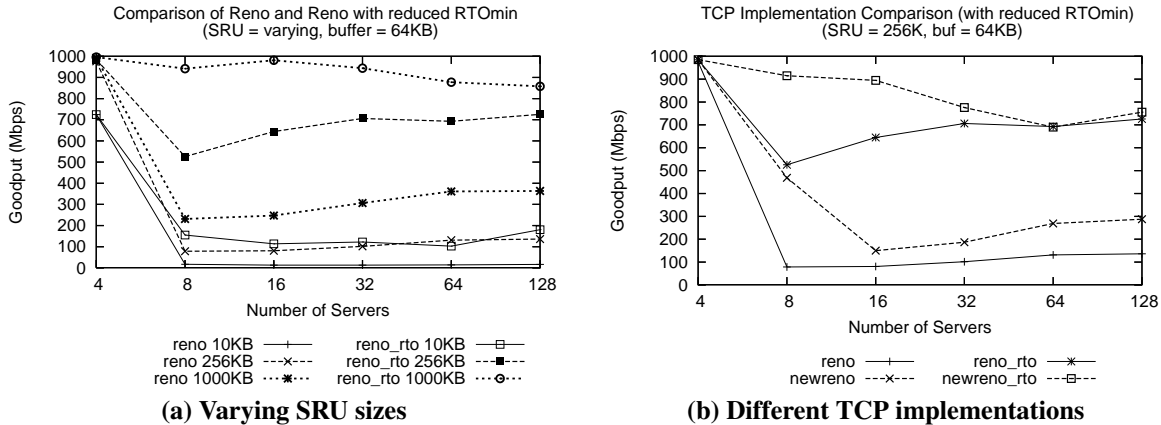 Comparison of Reno and Reno with reduced RTOmin
(SRU = varying, buffer = 64KB)
1000
900
800
700
600
500
400
300
200
100
0
Goodput (Mbps)
4 8 16 32 64 128
Number of Servers
reno 10KB reno_rto 10KB
reno 256KB reno_rto 256KB
reno 1000KB reno_rto 1000KB
(a) Varying SRU sizes
TCP Implementation Comparison (with reduced RTOmin)
(SRU = 256K, buf = 64KB)
1000
900
800
700
600
500
400
300
200
100
0
Goodput (Mbps)
4 8 16 32 64 128
Number of Servers
reno reno_rto
newreno newreno_rto
(b) Different TCP implementations